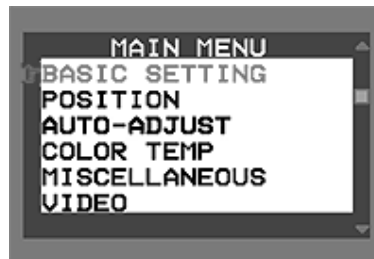 MAIN MENU
BASIC SETTING
POSITION
AUTO-ADJUST
COLOR TEMP
MISCELLANEOUS
VIDEO